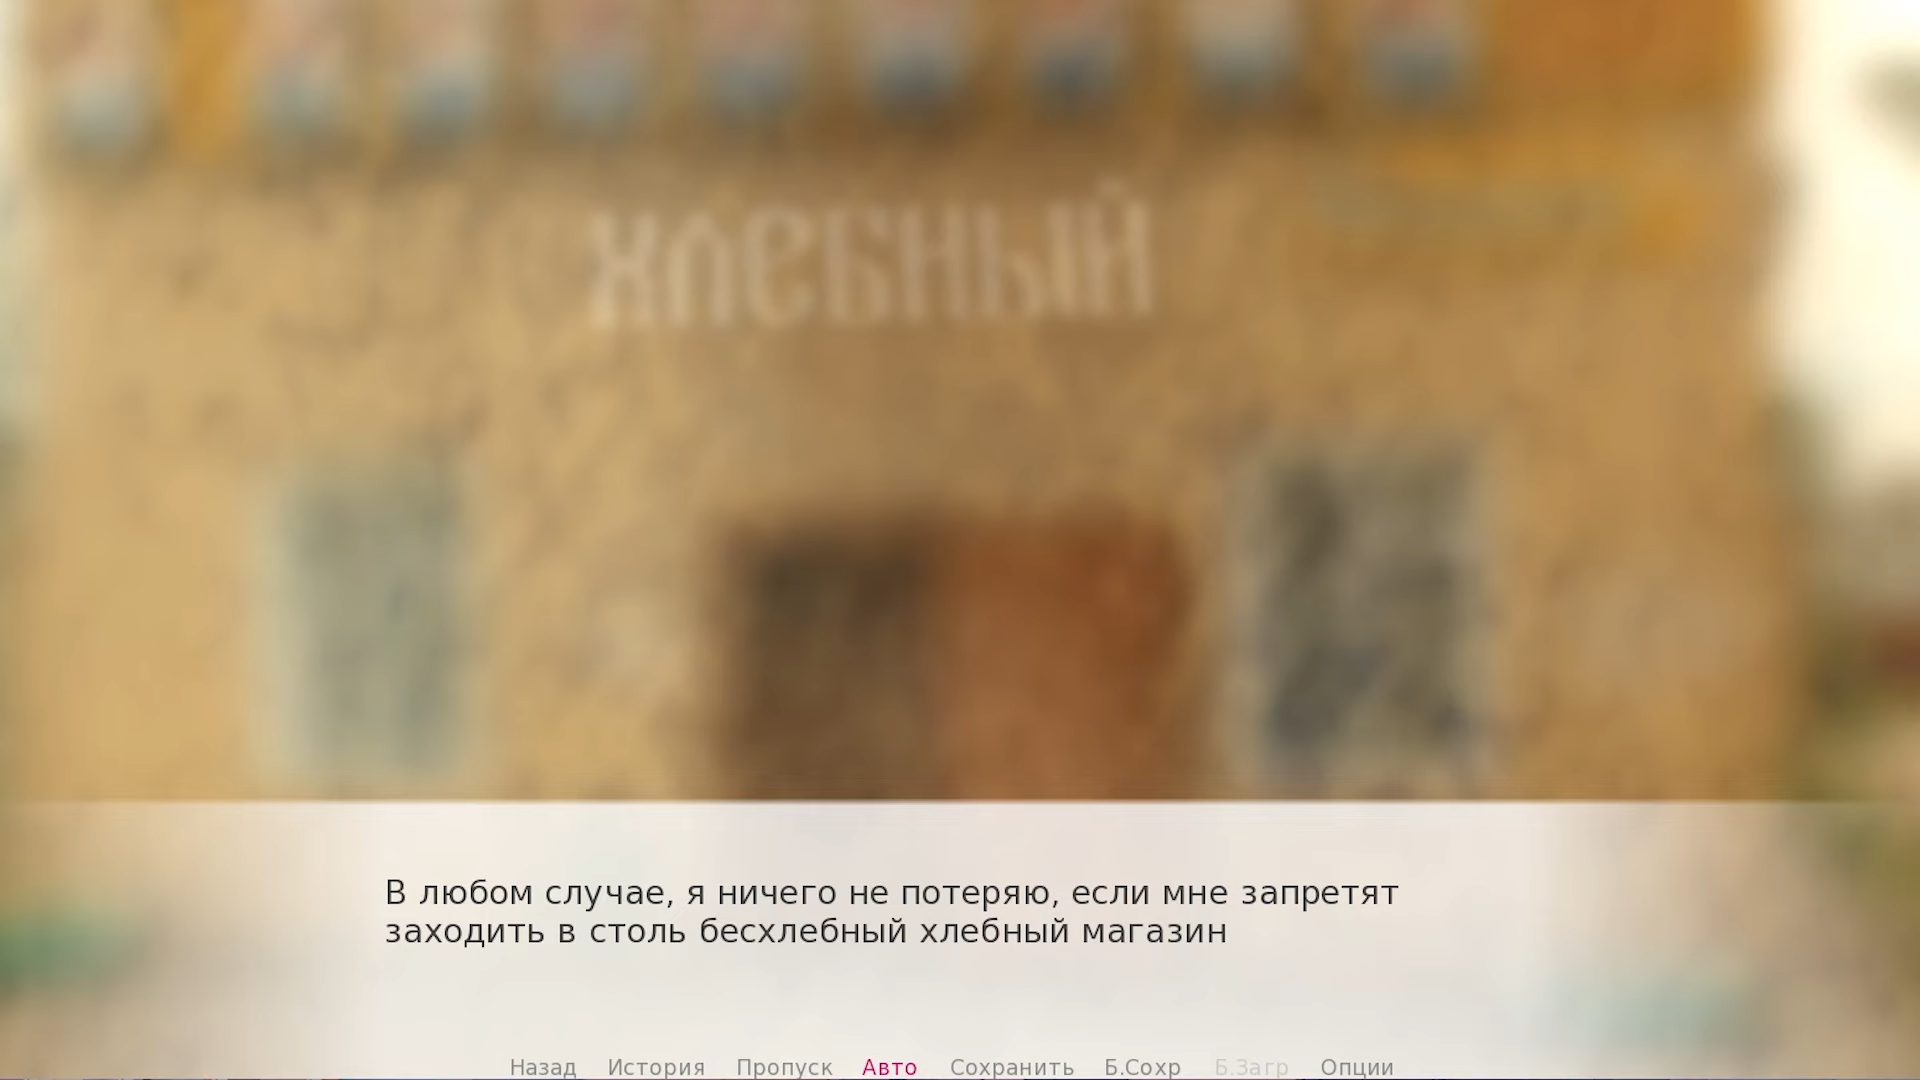 ХЛЕБНЫЙ
В любом случае, я ничего не потеряю, если мне запретят
заходить в столь бесхлебный хлебный магазин
Назад История Пропуск Авто Сохранить Б.Сохр Б.Загр Опции